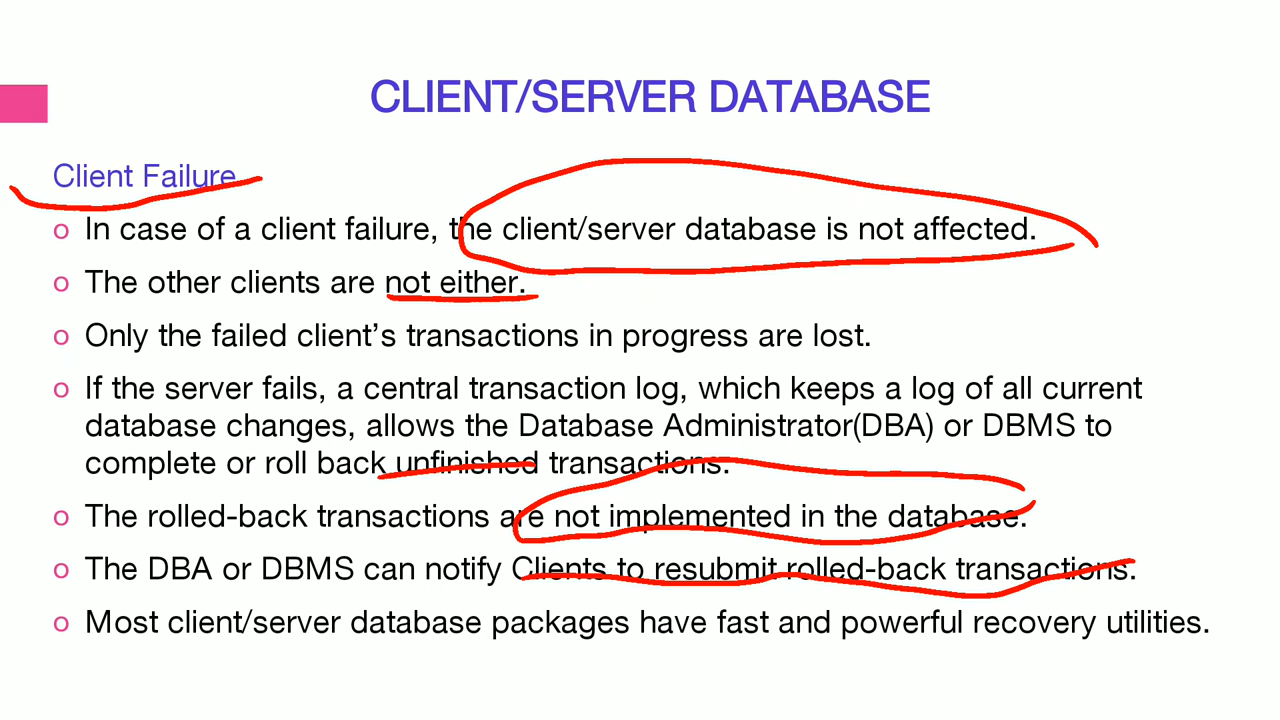 CLIENT/SERVER DATABASE
Client Failure
o In case of a client failure, the client/server database is not affected.
o The other clients are not either.
o Only the failed client’s transactions in progress are lost.
o If the server fails, a central transaction log, which keeps a log of all current
database changes, allows the Database Administrator(DBA) or DBMS to
complete or roll back unfinished transactions.
o The rolled-back transactions are not implemented in the database.
o The DBA or DBMS can notify Clients to resubmit rolled-back transactions.
o Most client/server database packages have fast and powerful recovery utilities.